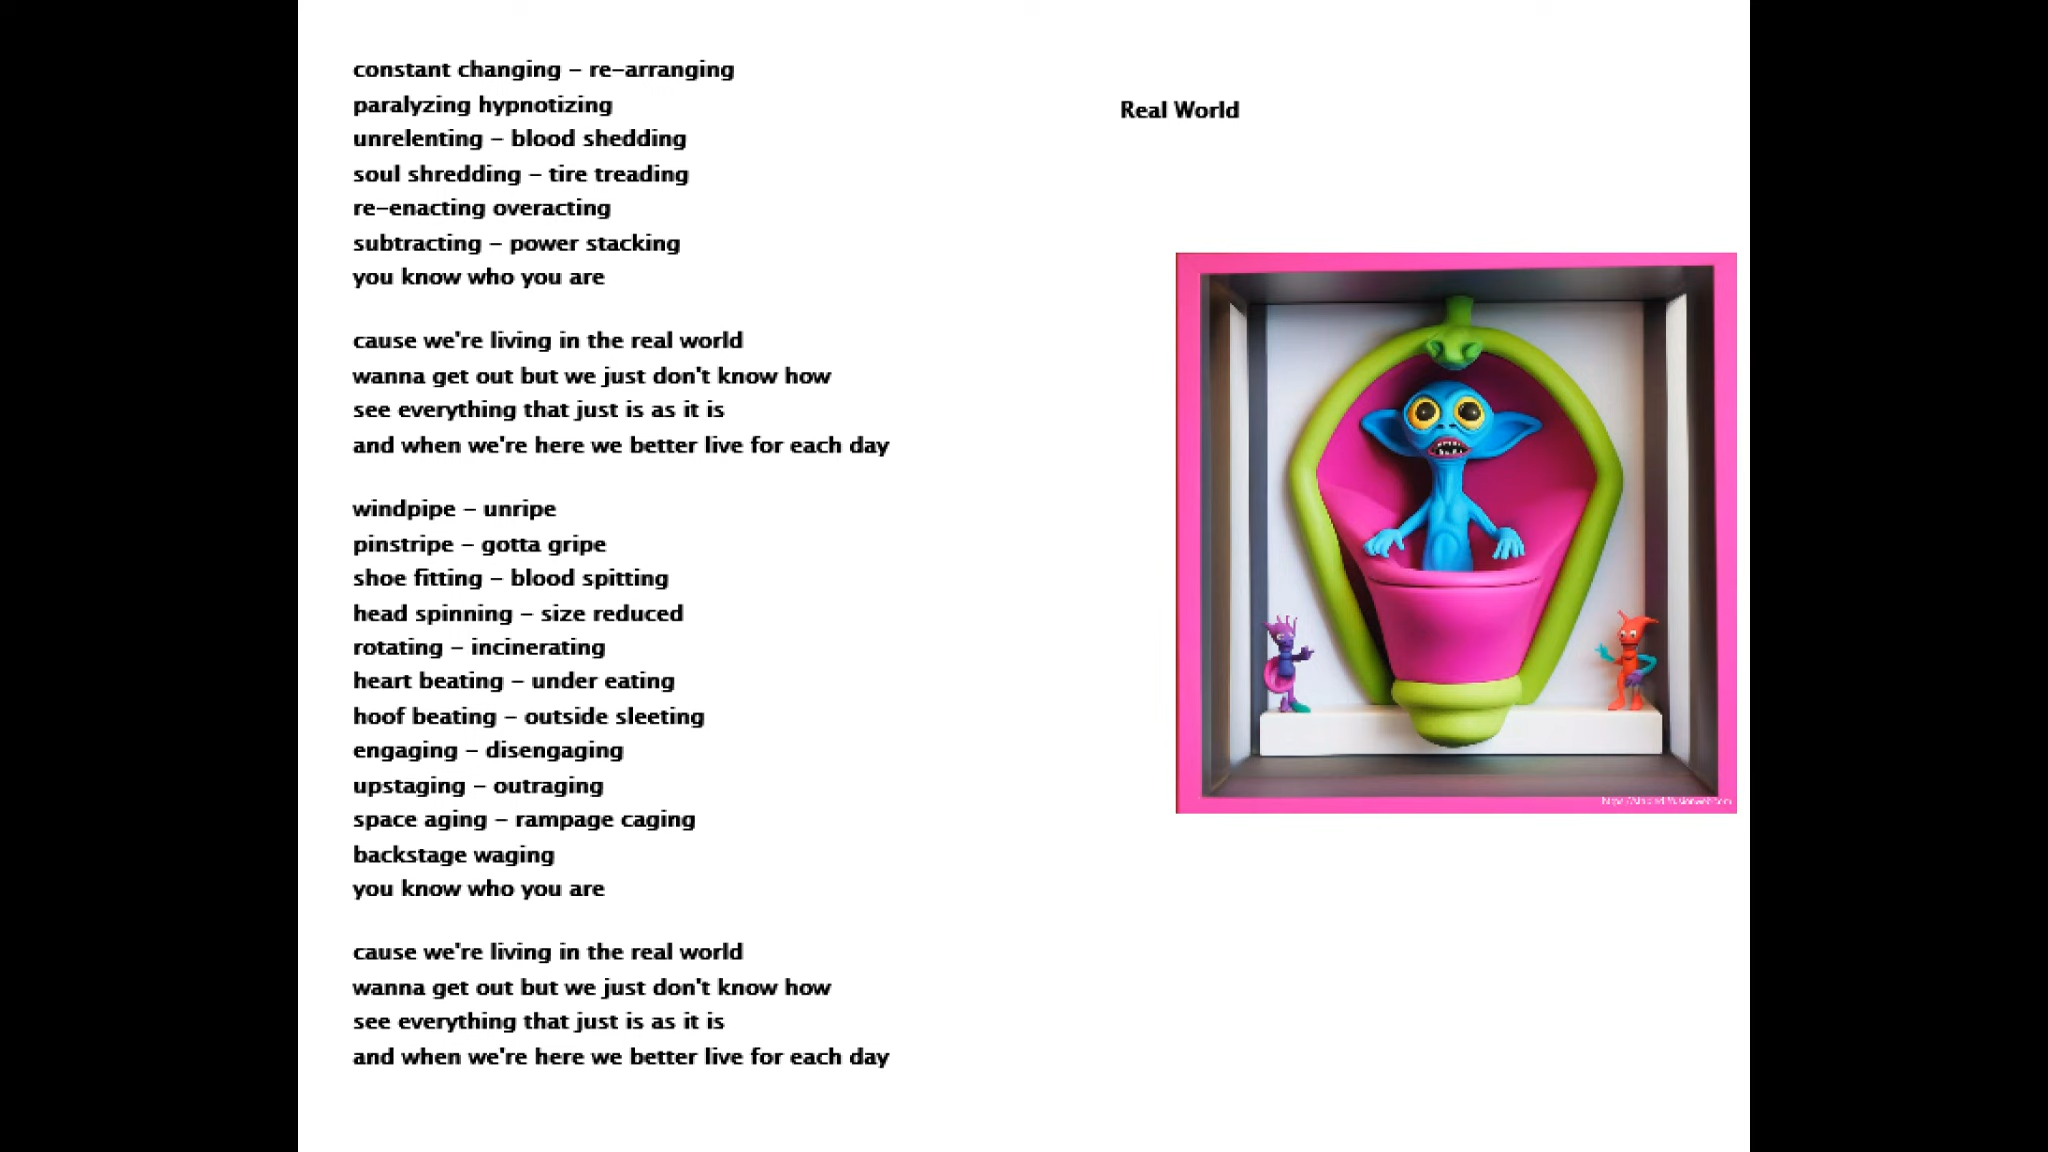 constant changing – re-arranging
paralyzing hypnotizing
unrelenting – blood shedding
soul shredding – tire treading
re-enacting overacting
subtracting – power stacking
you know who you are
cause we're living in the real world
wanna get out but we just don't know how
see everything that just is as it is
and when we're here we better live for each day
windpipe – unripe
pinstripe – gotta gripe
shoe fitting – blood spitting
head spinning – size reduced
rotating – incinerating
heart beating – under eating
hoof beating – outside sleeting
engaging – disengaging
upstaging – outraging
space aging – rampage caging
backstage waging
you know who you are
cause we're living in the real world
wanna get out but we just don't know how
see everything that just is as it is
and when we're here we better live for each day
Real World